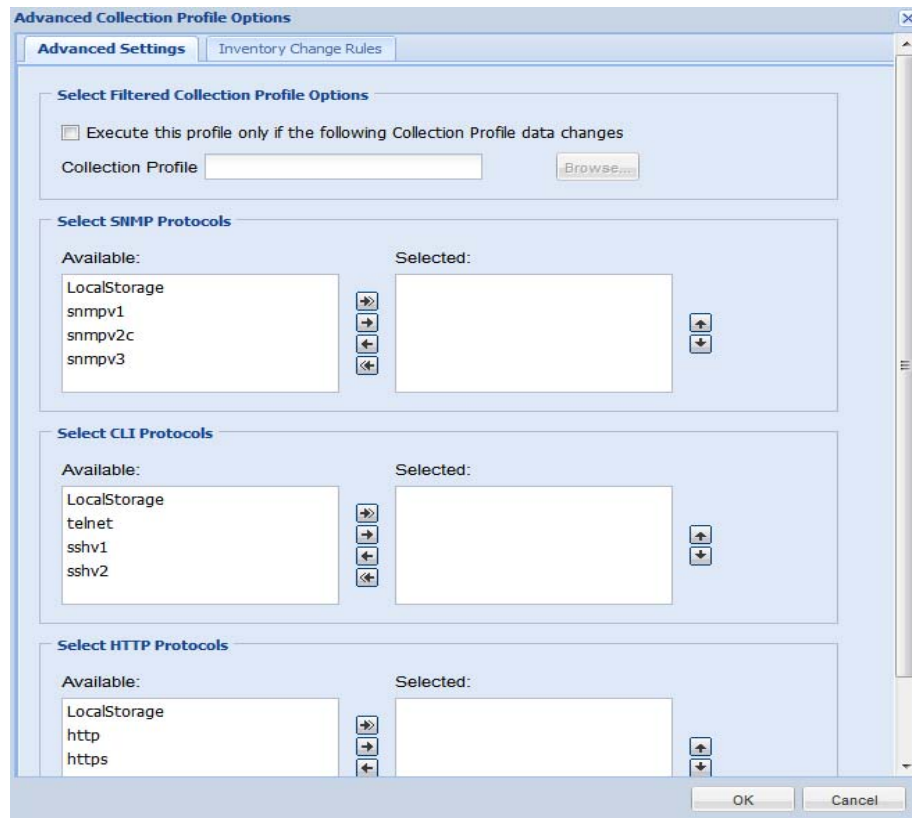 Advanced Collection Profile Options
Advanced Settings
Inventory Change Rules
Select Filtered Collection Profile Options
Execute this profile only if the following Collection Profile data changes
Collection Profile
Browse...
Select SNMP Protocols
Available:
Selected:
LocalStorage
snmpv1
snmpv2c
snmpv3
Select CLI Protocols
Available:
Selected:
LocalStorage
telnet
sshv1
sshv2
Select HTTP Protocols
Available:
Selected:
LocalStorage
http
https
OK
Cancel